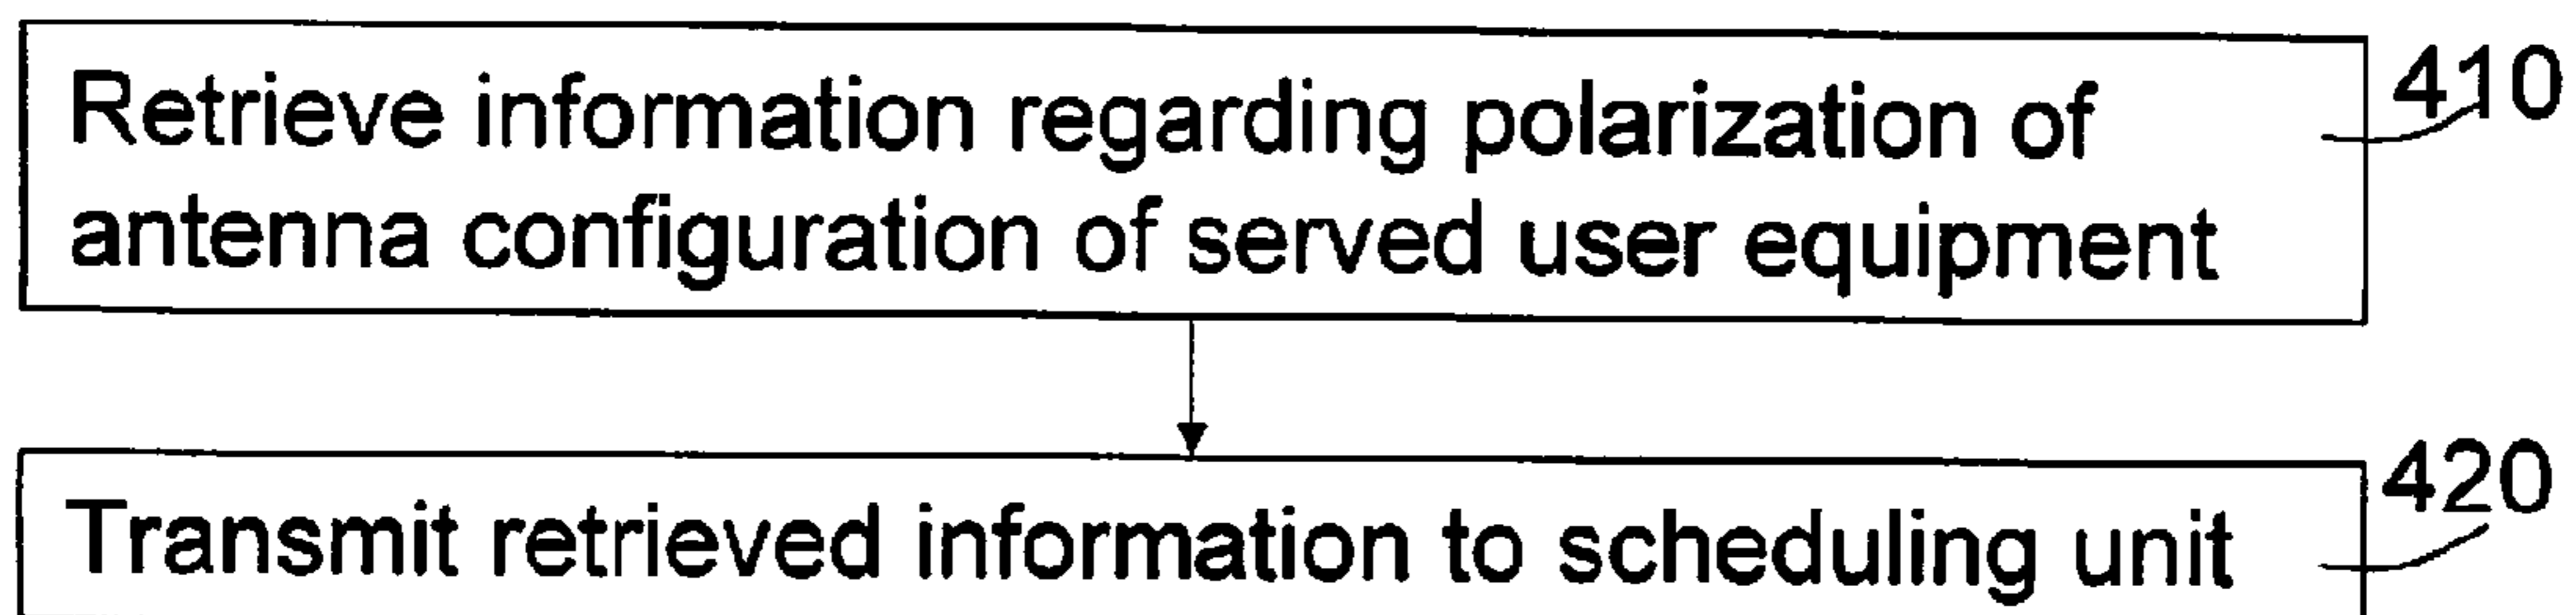 Retrieve information regarding polarization of
410
antenna configuration of served user equipment
Transmit retrieved information to scheduling unit
420